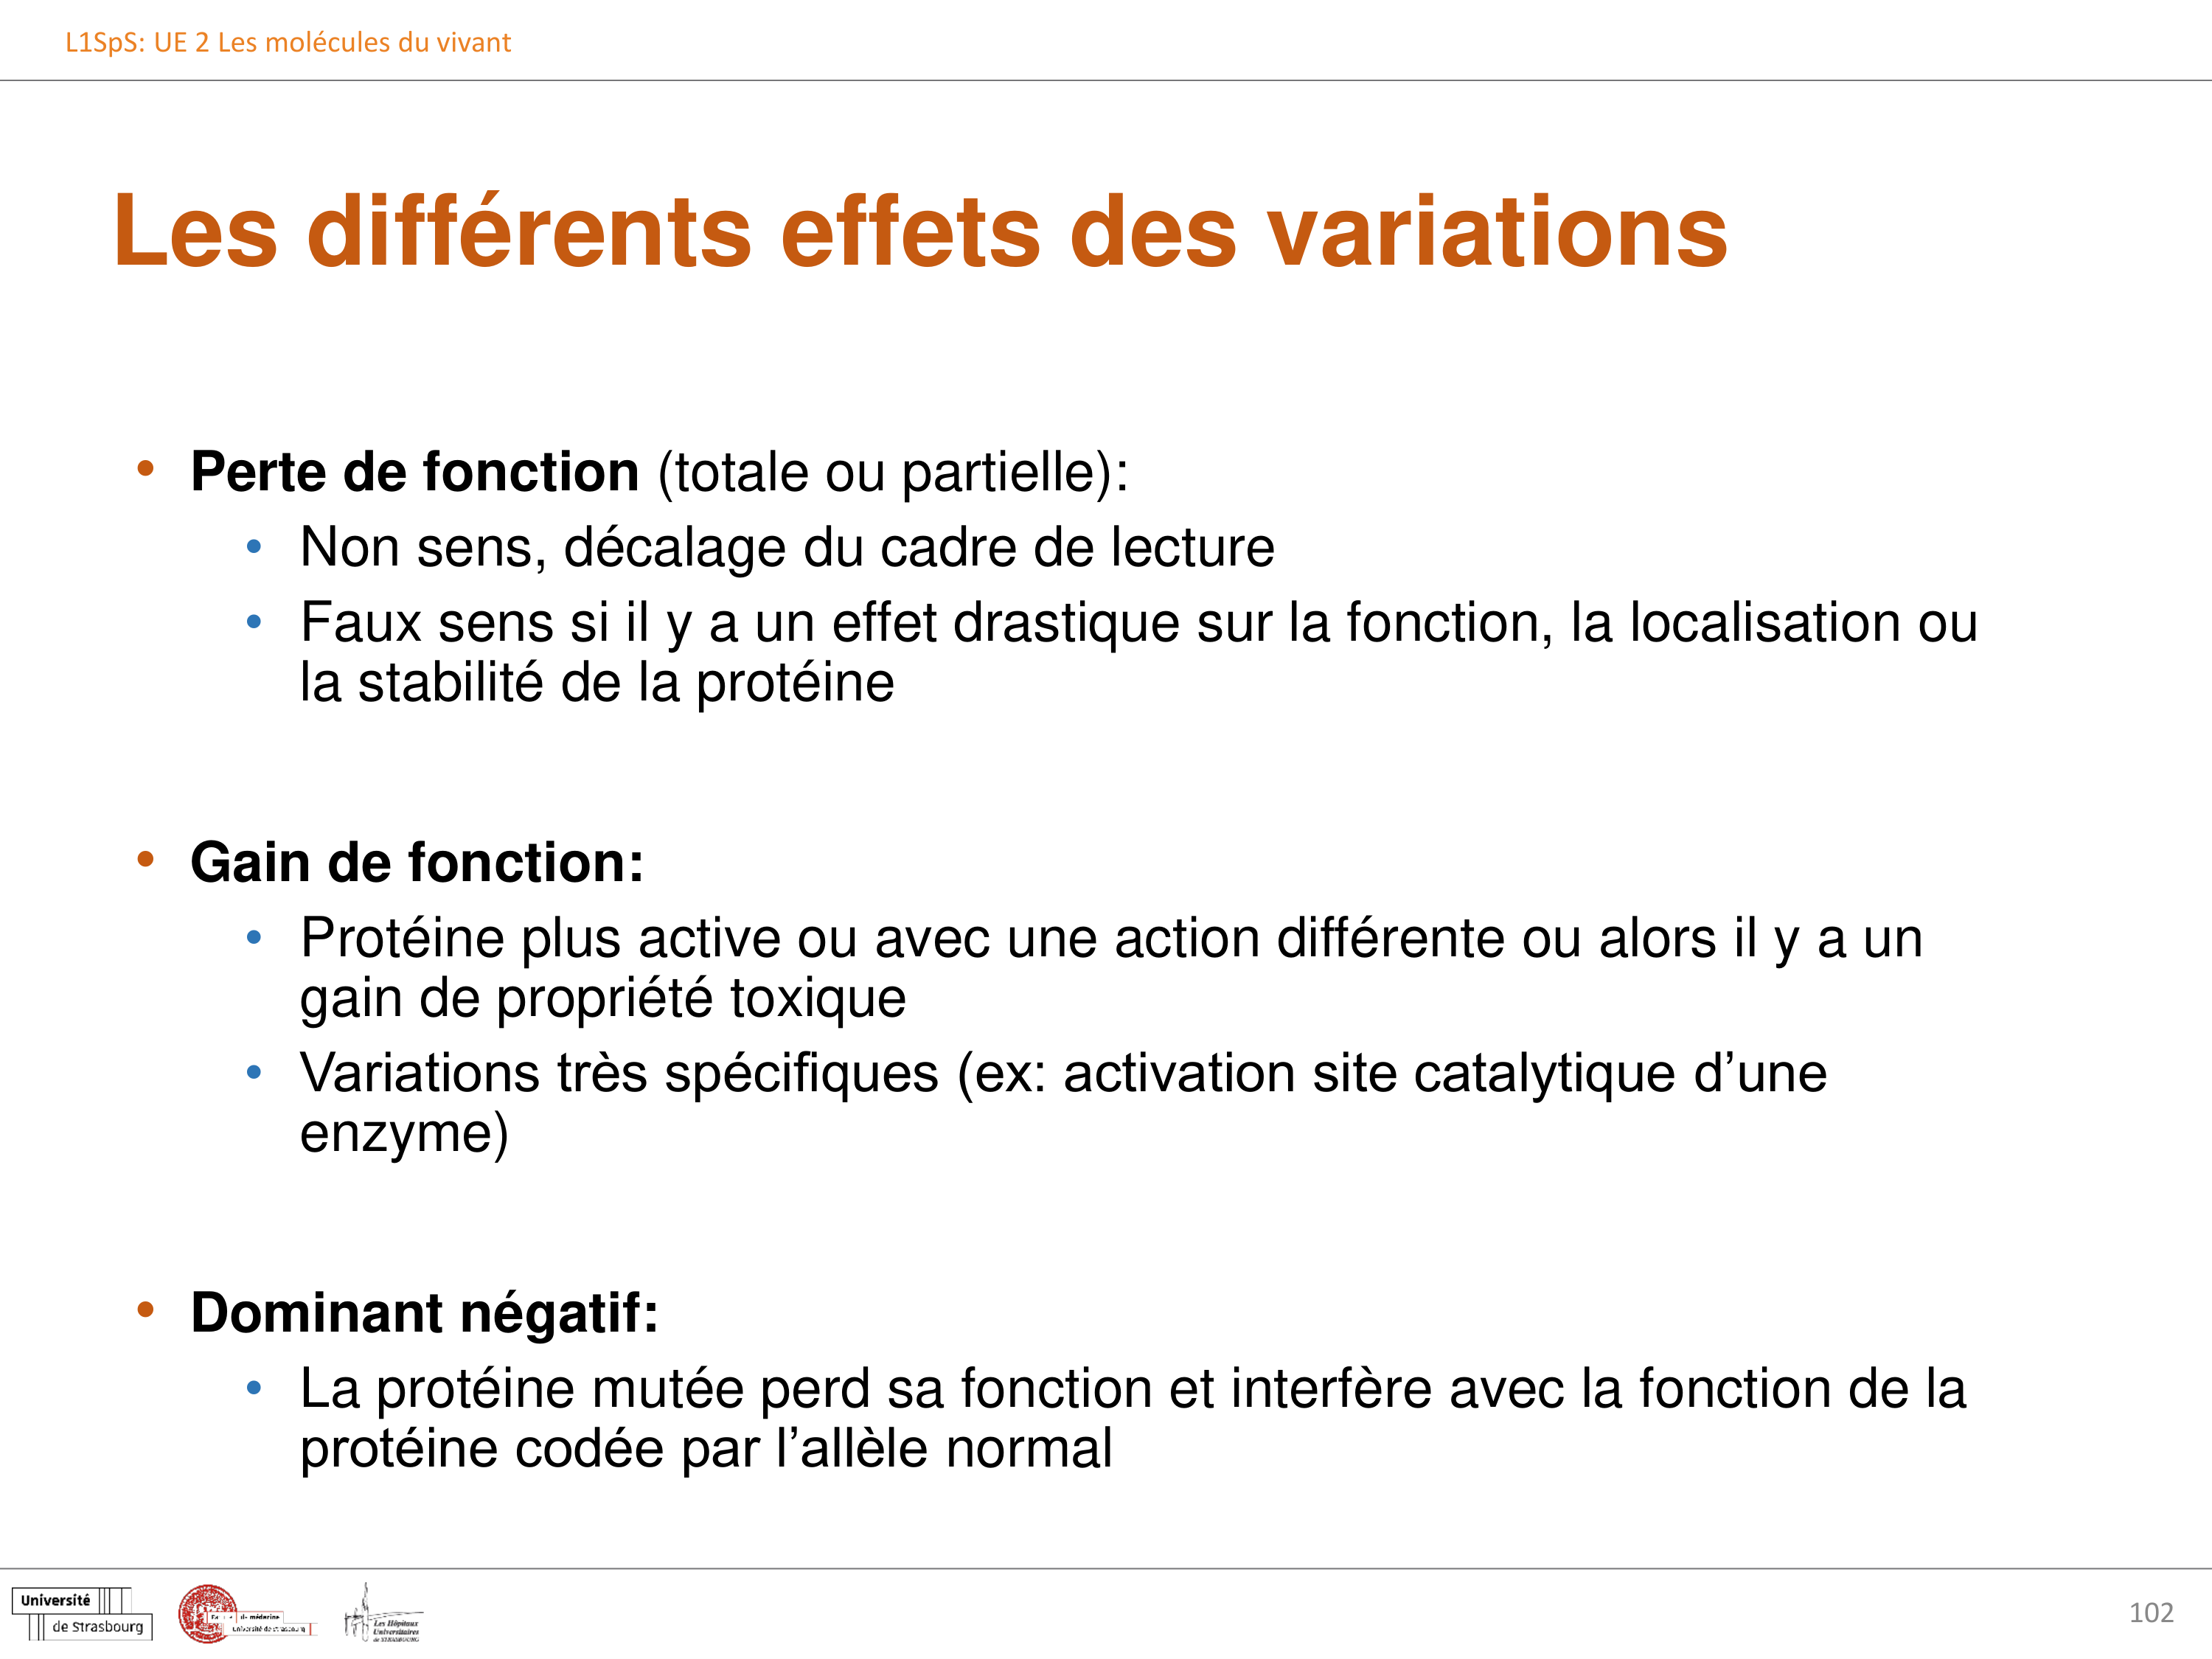 L1SpS: UE 2 Les molécules du vivant
Les différents effets des variations
• Perte de fonction (totale ou partielle):
• Non sens, décalage du cadre de lecture
• Faux sens si il y a un effet drastique sur la fonction, la localisation ou
la stabilité de la protéine
• Gain de fonction:
• Protéine plus active ou avec une action différente ou alors il y a un
gain de propriété toxique
• Variations très spécifiques (ex: activation site catalytique d’une
enzyme)
• Dominant négatif:
• La protéine mutée perd sa fonction et interfère avec la fonction de la
protéine codée par l’allèle normal
Université
de Strasbourg
de médecine
Université de Strasbourg
Les Hôpitaux
Universitaires
de STRASBOURG
102